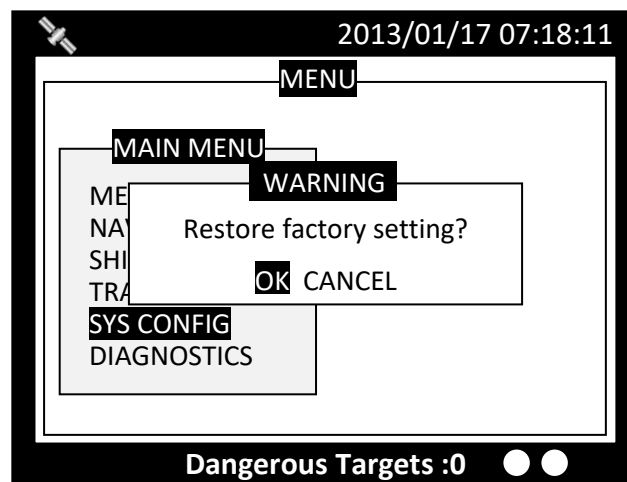 2013/01/17 07:18:11
MENU
MAIN MENU
WARNING
Restore factory setting?
OK CANCEL
SYS CONFIG
DIAGNOSTICS
Dangerous Targets :0